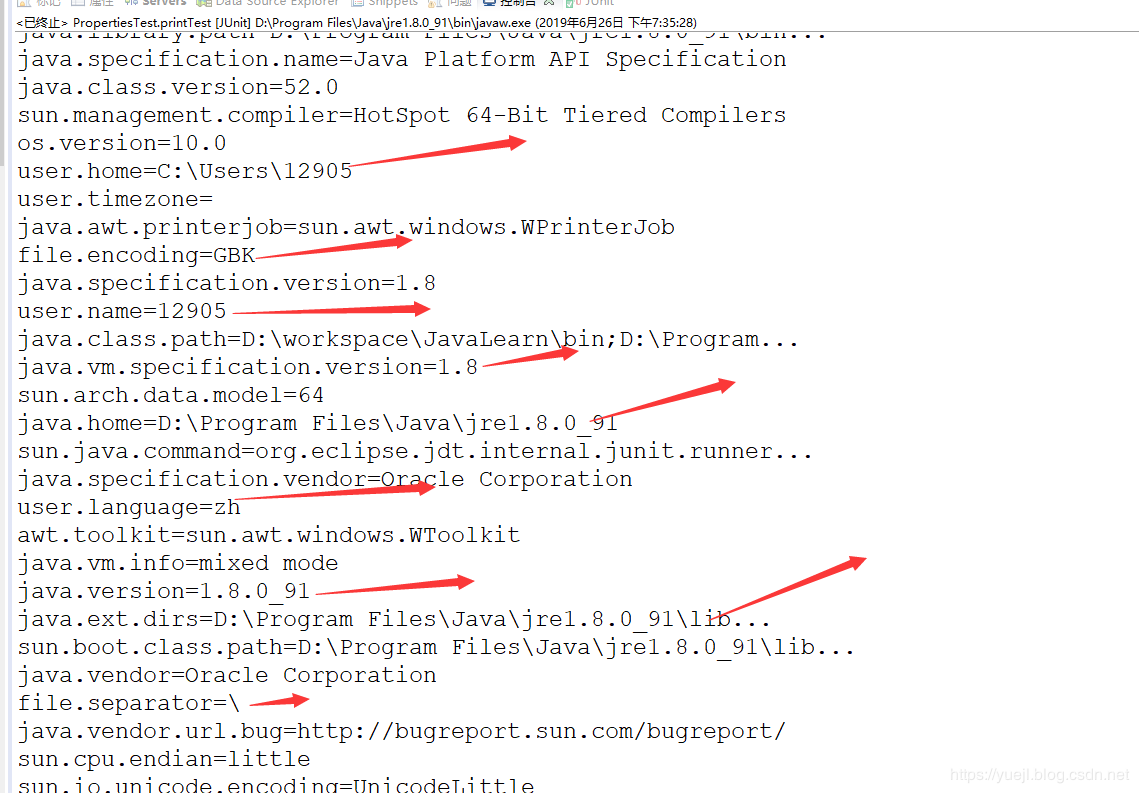 标记 属性 Servers Data Source Explorer Snippets 问题 控制台 JUnit
<已终止> PropertiesTest.printTest [JUnit] D:\Program Files\Java\jre1.8.0_91\bin\javaw.exe (2019年6月26日 下午7:35:28)
java.library.path=D:\Program Files\Java\jre1.8.0_91\bin...
java.specification.name=Java Platform API Specification
java.class.version=52.0
sun.management.compiler=HotSpot 64-Bit Tiered Compilers
os.version=10.0
user.home=C:\Users\12905
user.timezone=
java.awt.printerjob=sun.awt.windows.WPrinterJob
file.encoding=GBK
java.specification.version=1.8
user.name=12905
java.class.path=D:\workspace\JavaLearn\bin;D:\Program...
java.vm.specification.version=1.8
sun.arch.data.model=64
java.home=D:\Program Files\Java\jre1.8.0_91
sun.java.command=org.eclipse.jdt.internal.junit.runner...
java.specification.vendor=Oracle Corporation
user.language=zh
awt.toolkit=sun.awt.windows.WToolkit
java.vm.info=mixed mode
java.version=1.8.0_91
java.ext.dirs=D:\Program Files\Java\jre1.8.0_91\lib...
sun.boot.class.path=D:\Program Files\Java\jre1.8.0_91\lib...
java.vendor=Oracle Corporation
file.separator=\
java.vendor.url.bug=http://bugreport.sun.com/bugreport/
sun.cpu.endian=little
sun.io.unicode.encoding=UnicodeLittle
https://yuejl.blog.csdn.net